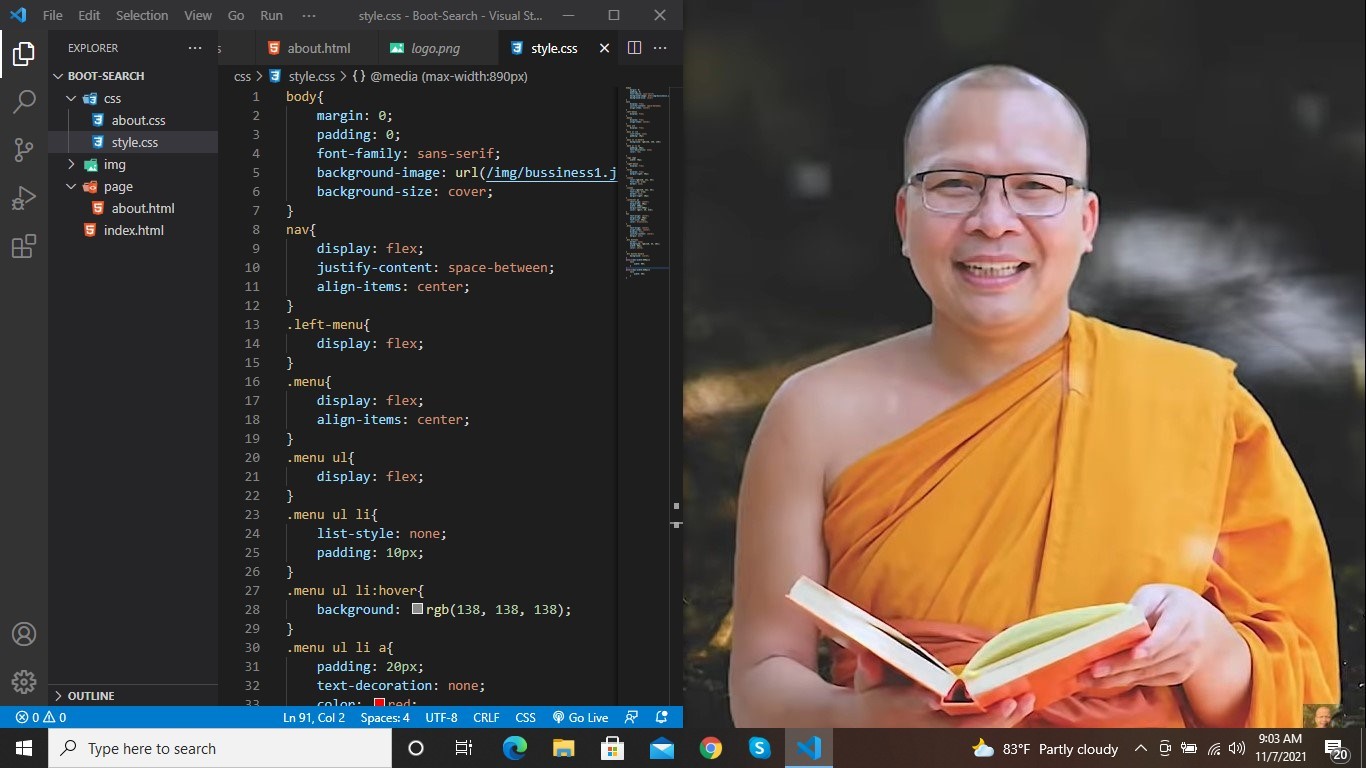 File Edit Selection View Go Run ··· style.css - Boot-Search - Visual St...
EXPLORER
BOOT-SEARCH
css
about.css
style.css
img
page
about.html
index.html
OUTLINE
s about.html logo.png style.css
css > style.css > {} @media (max-width:890px)
1 body{
2 margin: 0;
3 padding: 0;
4 font-family: sans-serif;
5 background-image: url(/img/bussiness1.j
6 background-size: cover;
7 }
8 nav{
9 display: flex;
10 justify-content: space-between;
11 align-items: center;
12 }
13 .left-menu{
14 display: flex;
15 }
16 .menu{
17 display: flex;
18 align-items: center;
19 }
20 .menu ul{
21 display: flex;
22 }
23 .menu ul li{
24 list-style: none;
25 padding: 10px;
26 }
27 .menu ul li:hover{
28 background: rgb(138, 138, 138);
29 }
30 .menu ul li a{
31 padding: 20px;
32 text-decoration: none;
33 color: red;
0 0 Ln 91, Col 2 Spaces: 4 UTF-8 CRLF CSS Go Live
Type here to search
83°F Partly cloudy
9:03 AM
11/7/2021
20